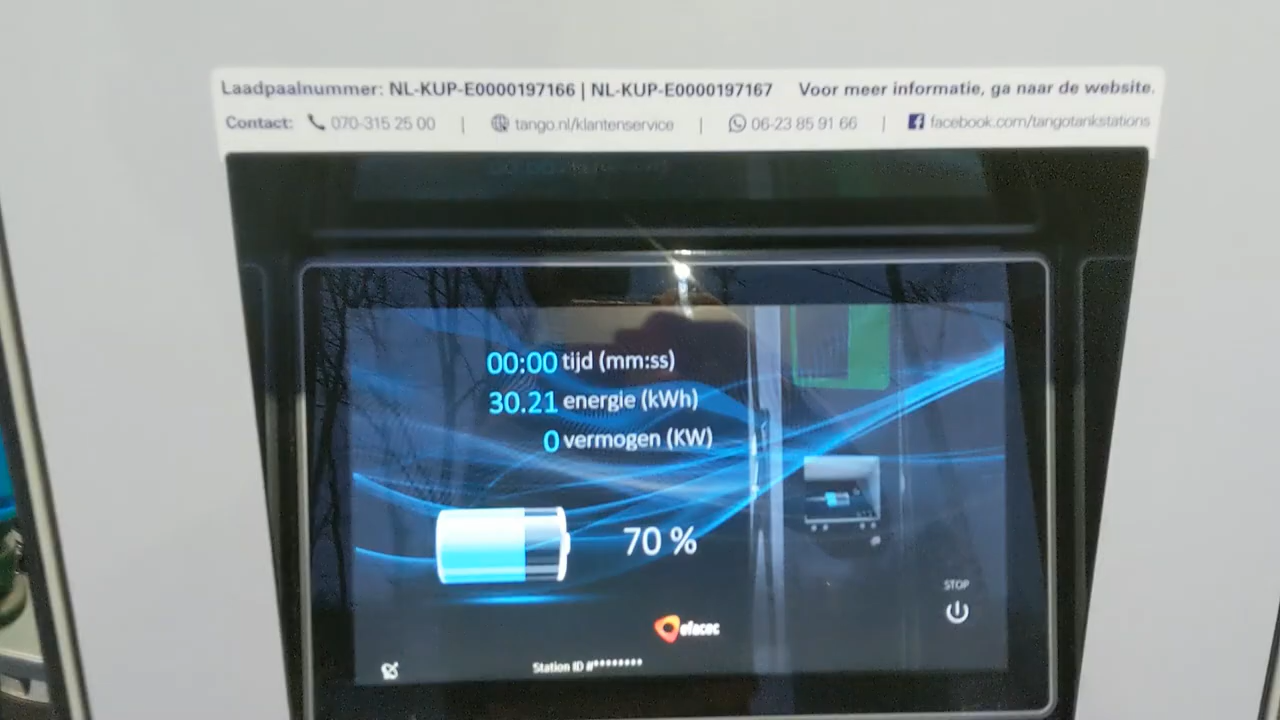 Laadpaalnummer: NL-KUP-E0000197166 | NL-KUP-E0000197167 Voor meer informatie, ga naar de website.
Contact: 070-315 25 00 | tango.nl/klantenservice | 06-23 85 91 66 | facebook.com/tangotankstations
00:00 tijd (mm:ss)
30.21 energie (kWh)
0 vermogen (KW)
70 %
STOP
efacec
Station ID #********